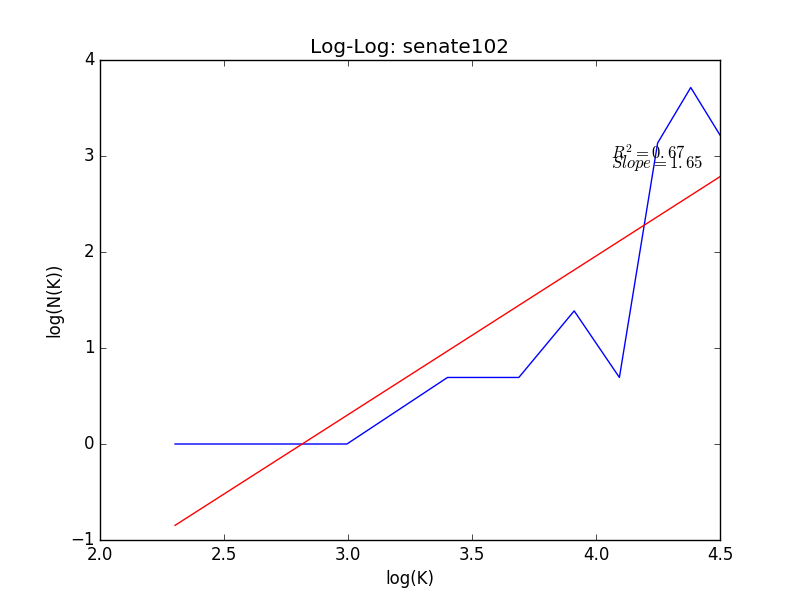 Log-Log: senate102
4
3
2
1
0
−1
log(N(K))
R² = 0.67
Slope = 1.65
2.0 2.5 3.0 3.5 4.0 4.5
log(K)